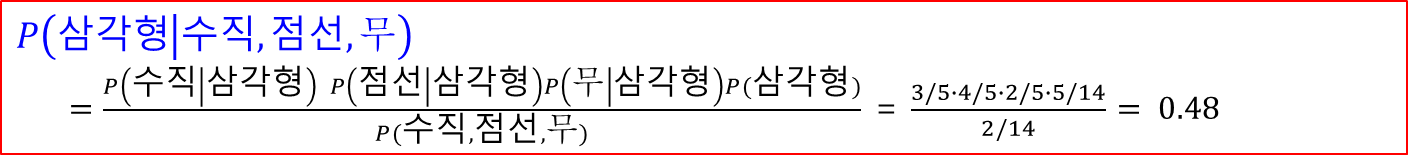 P(삼각형|수직, 점선, 무)
= P(수직|삼각형) P(점선|삼각형)P(무|삼각형)P(삼각형) / P(수직,점선,무) = 3/5·4/5·2/5·5/14 / 2/14 = 0.48